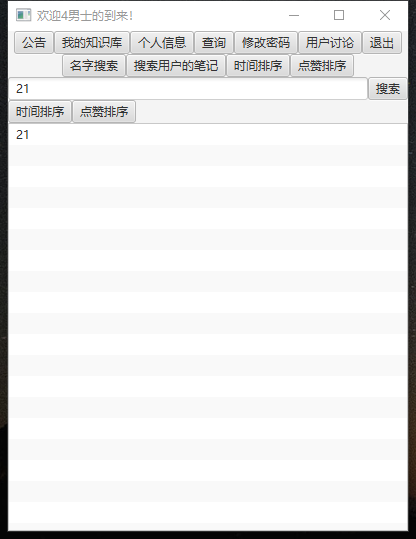 欢迎4男士的到来!
公告 我的知识库 个人信息 查询 修改密码 用户讨论 退出
名字搜索 搜索用户的笔记 时间排序 点赞排序
21 搜索
时间排序 点赞排序
21